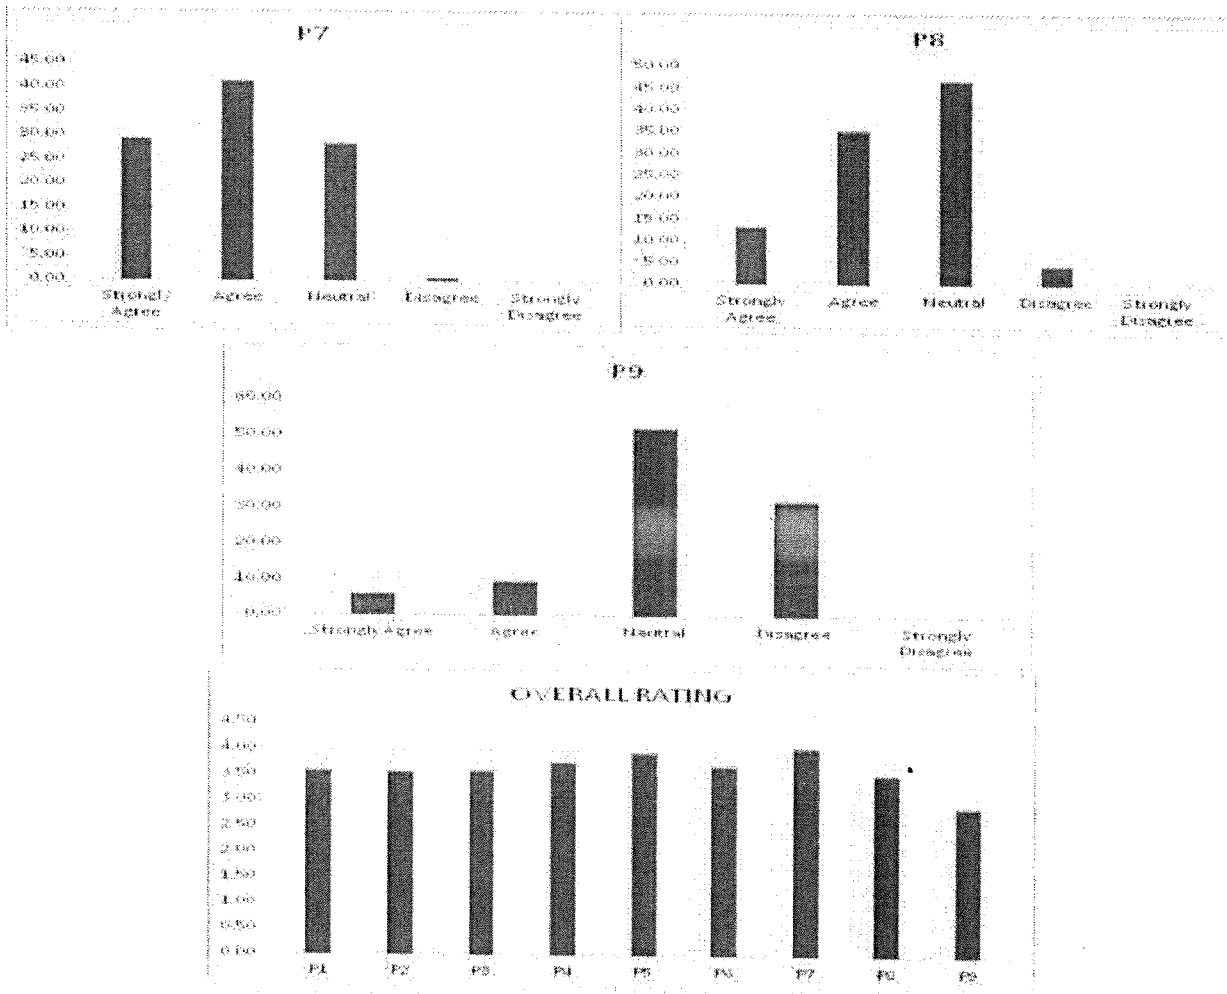 P7
45.00
40.00
35.00
30.00
25.00
20.00
15.00
10.00
5.00
0.00
Strongly Agree
Agree
Neutral
Disagree
Strongly Disagree
P8
50.00
45.00
40.00
35.00
30.00
25.00
20.00
15.00
10.00
5.00
0.00
Strongly Agree
Agree
Neutral
Disagree
Strongly Disagree
P9
60.00
50.00
40.00
30.00
20.00
10.00
0.00
Strongly Agree
Agree
Neutral
Disagree
Strongly Disagree
OVERALL RATING
4.50
4.00
3.50
3.00
2.50
2.00
1.50
1.00
0.50
0.00
P1
P2
P3
P4
P5
P6
P7
P8
P9